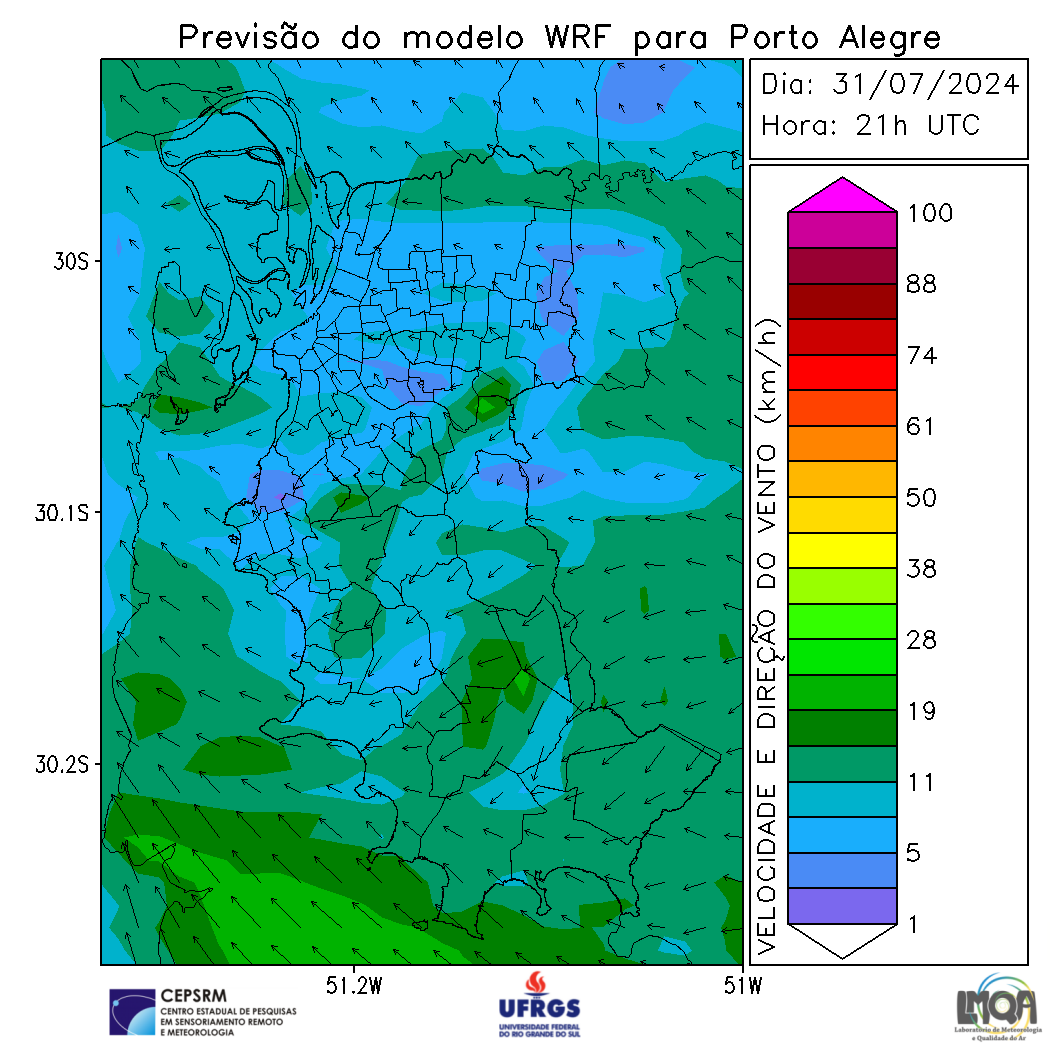 Previsão do modelo WRF para Porto Alegre
Dia: 31/07/2024
Hora: 21h UTC
30S
30.1S
30.2S
51.2W
51W
VELOCIDADE E DIREÇÃO DO VENTO (km/h)
100
88
74
61
50
38
28
19
11
5
1
CEPSRM
CENTRO ESTADUAL DE PESQUISAS
EM SENSORIAMENTO REMOTO
E METEOROLOGIA
UFRGS
UNIVERSIDADE FEDERAL
DO RIO GRANDE DO SUL
LMQA
Laboratório de Meteorologia
e Qualidade do Ar